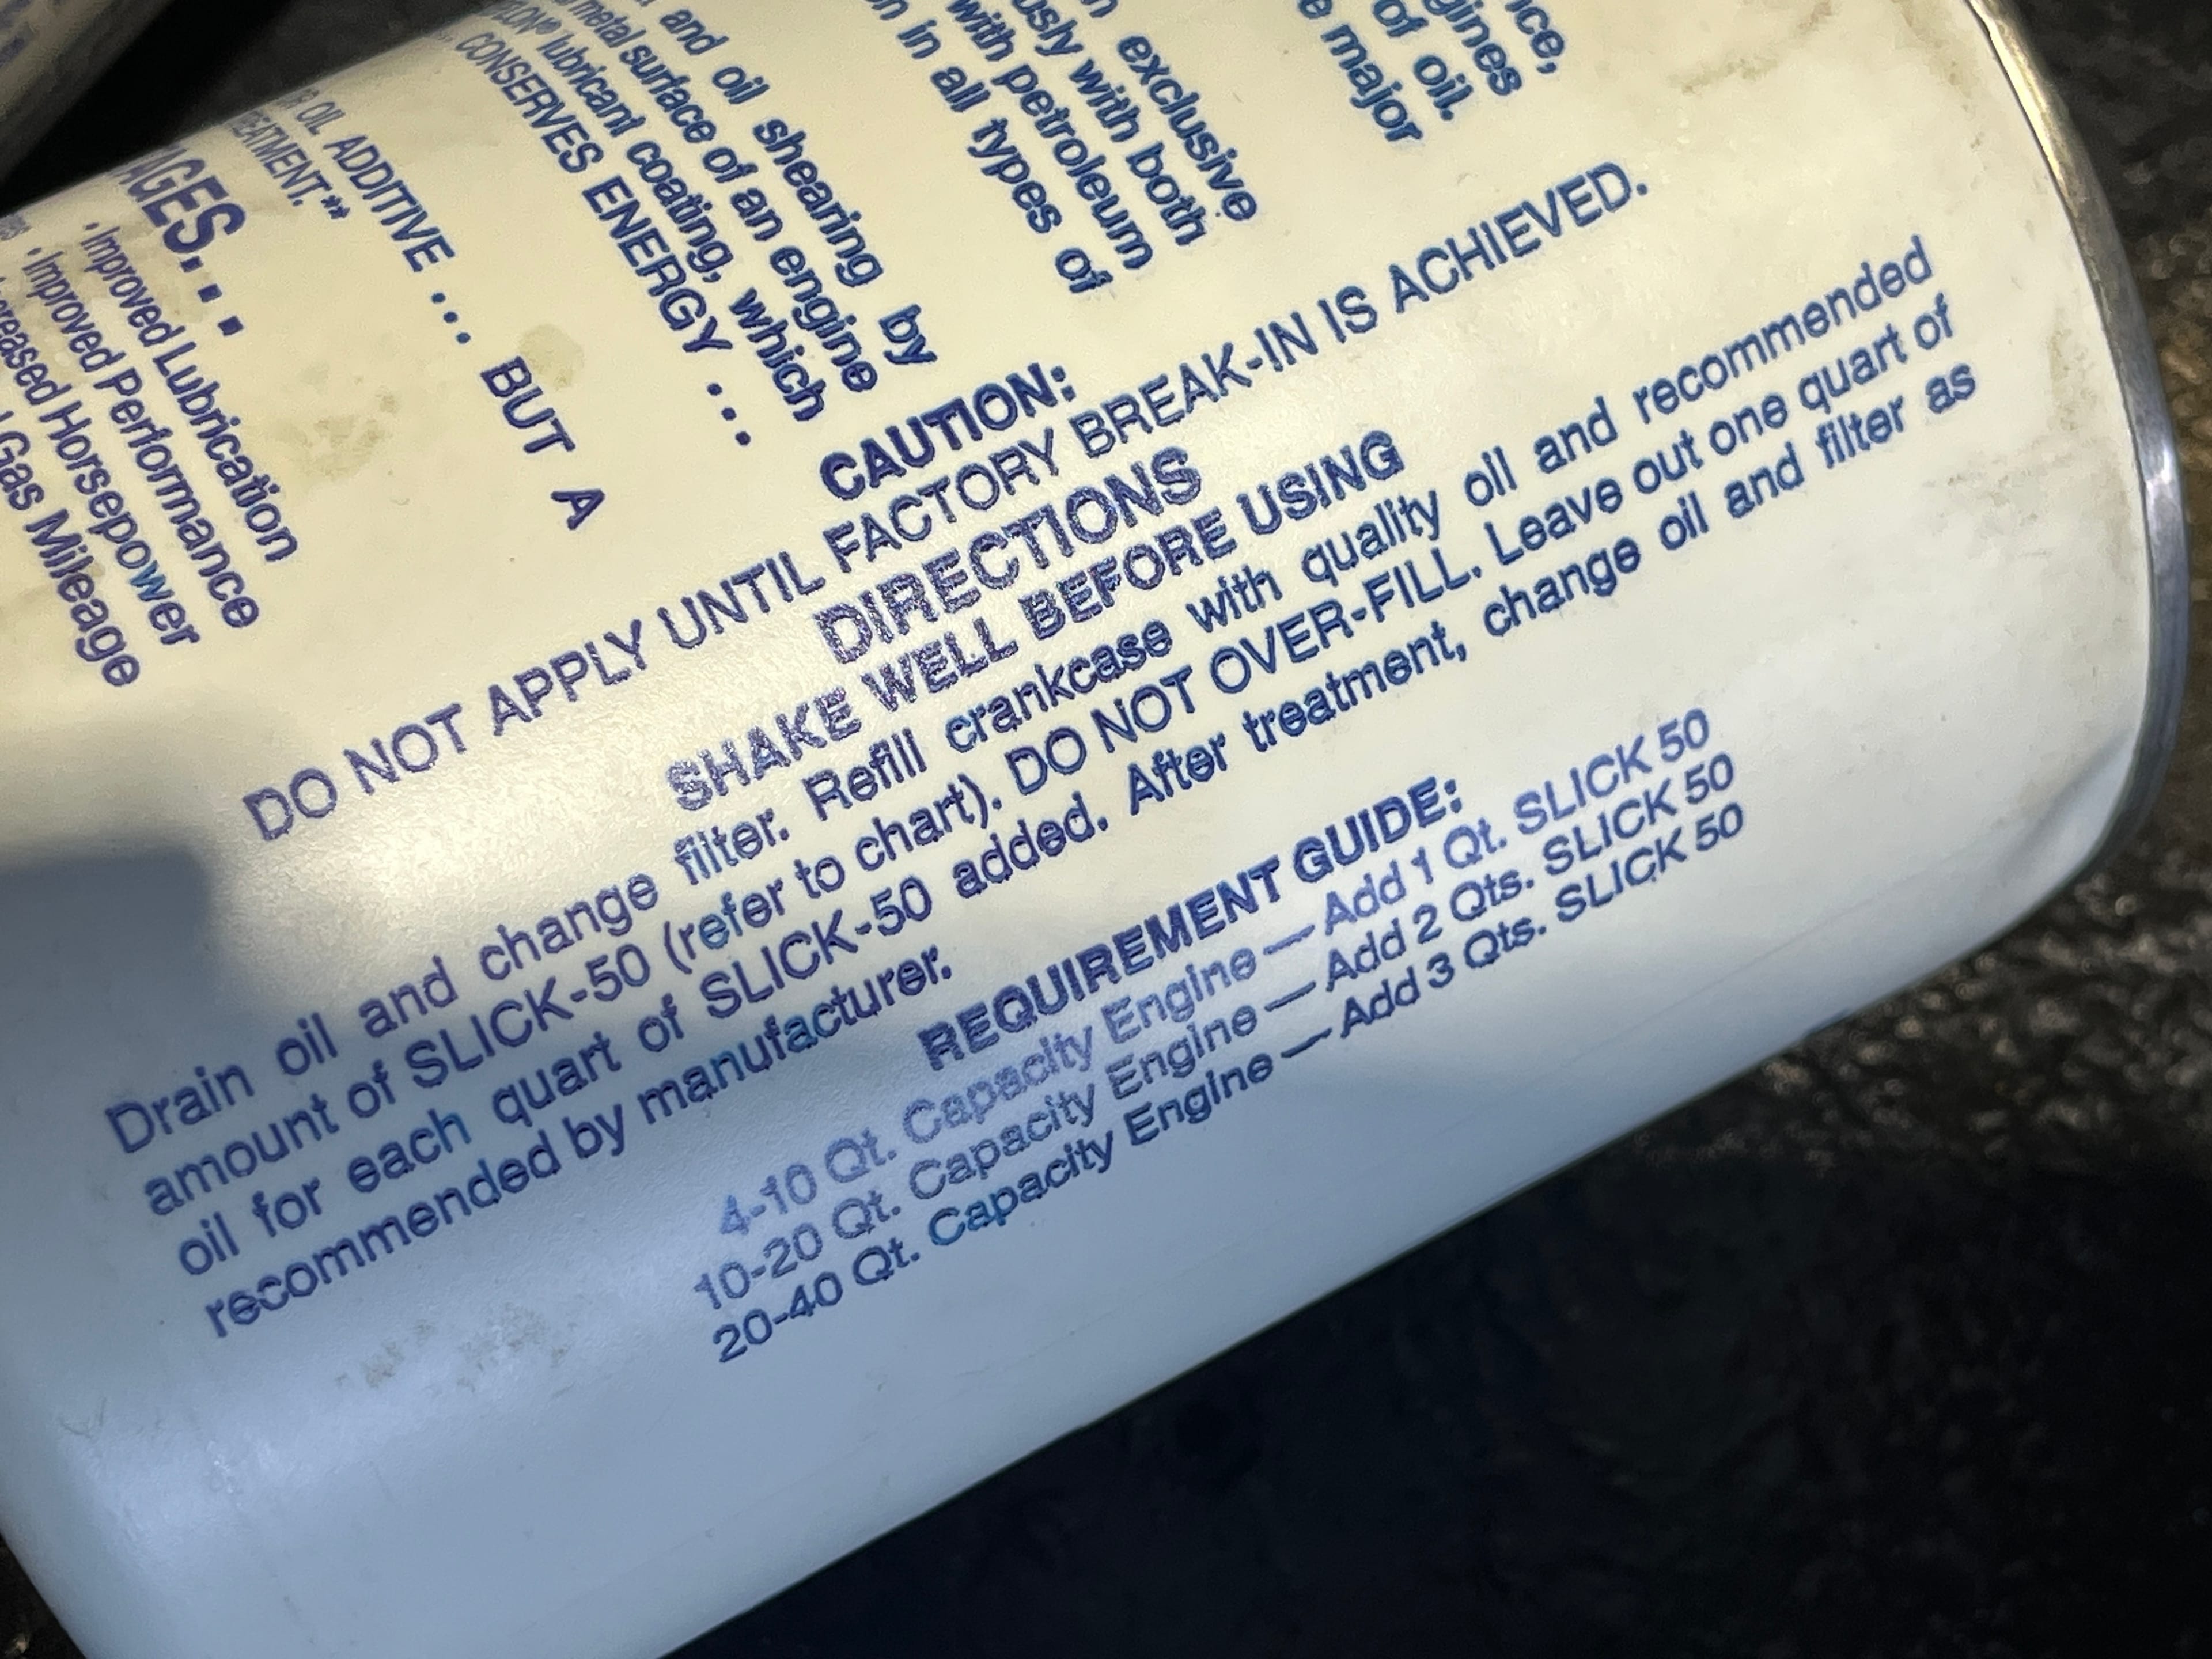 OIL ADDITIVE ... BUT A
TREATMENT.**
AGES...
• Improved Lubrication
• Improved Performance
Horsepower
Gas Mileage
CONSERVES ENERGY ...
lubricant coating, which
metal surface of an engine
and oil shearing by
in all types of
with petroleum
with both
exclusive
major
of oil.
CAUTION:
DO NOT APPLY UNTIL FACTORY BREAK-IN IS ACHIEVED.
DIRECTIONS
SHAKE WELL BEFORE USING
Drain oil and change filter. Refill crankcase with quality oil and recommended
amount of SLICK-50 (refer to chart). DO NOT OVER-FILL. Leave out one quart of
oil for each quart of SLICK-50 added. After treatment, change oil and filter as
recommended by manufacturer.
REQUIREMENT GUIDE:
4-10 Qt. Capacity Engine — Add 1 Qt. SLICK 50
10-20 Qt. Capacity Engine — Add 2 Qts. SLICK 50
20-40 Qt. Capacity Engine — Add 3 Qts. SLICK 50